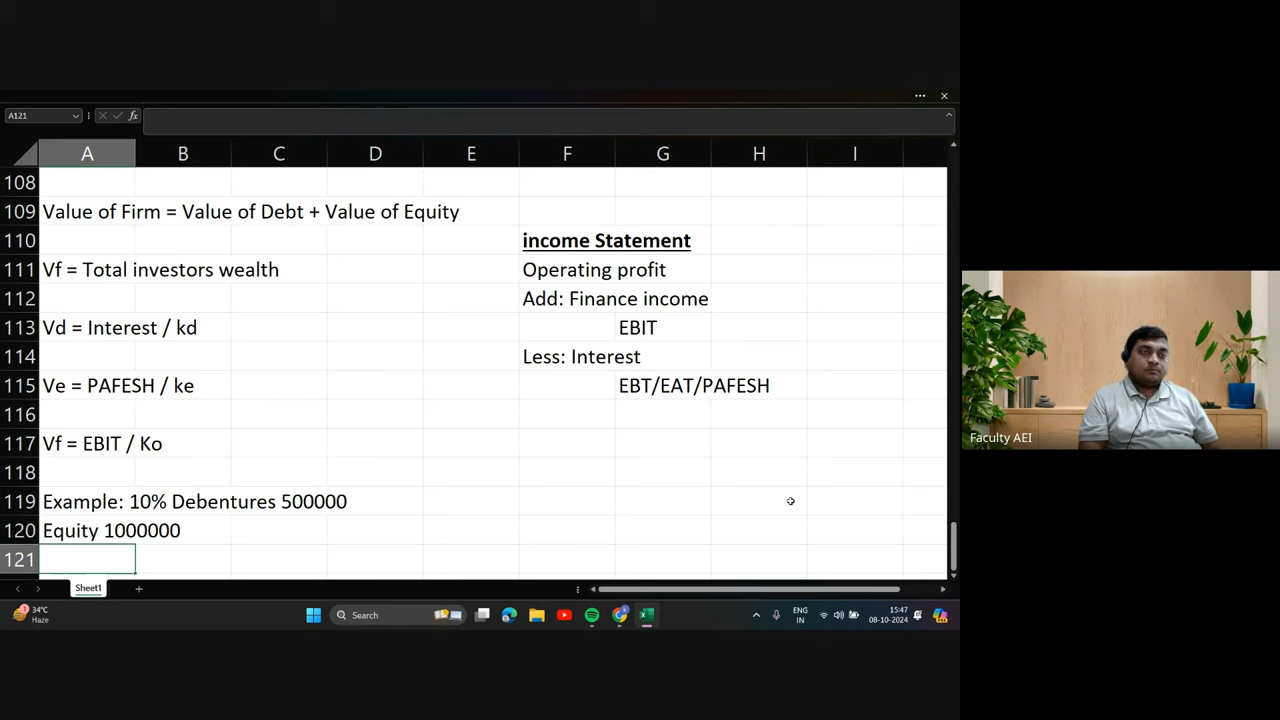 A121
fx
A B C D E F G H I
108
109 Value of Firm = Value of Debt + Value of Equity
110 income Statement
111 Vf = Total investors wealth Operating profit
112 Add: Finance income
113 Vd = Interest / kd EBIT
114 Less: Interest
115 Ve = PAFESH / ke EBT/EAT/PAFESH
116
117 Vf = EBIT / Ko
118
119 Example: 10% Debentures 500000
120 Equity 1000000
121
Faculty AEI
Sheet1
34°C
Haze
Search
ENG
IN
15:47
08-10-2024